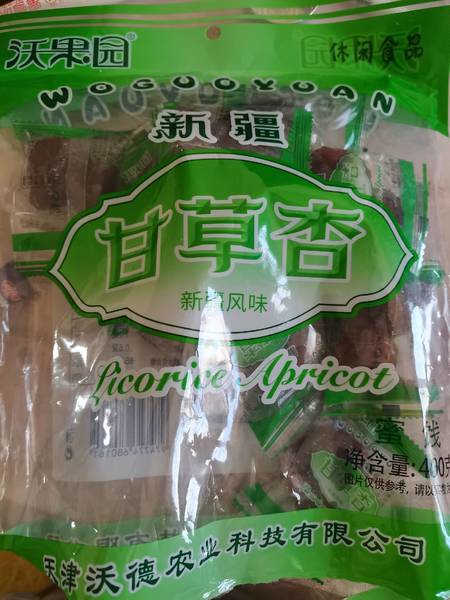 沃果园®
休闲食品
WOGUOYUAN
新疆
甘草杏
新疆风味
Licorice Apricot
蜜饯
净含量:400克
图片仅供参考，请以
天津沃德农业科技有限公司